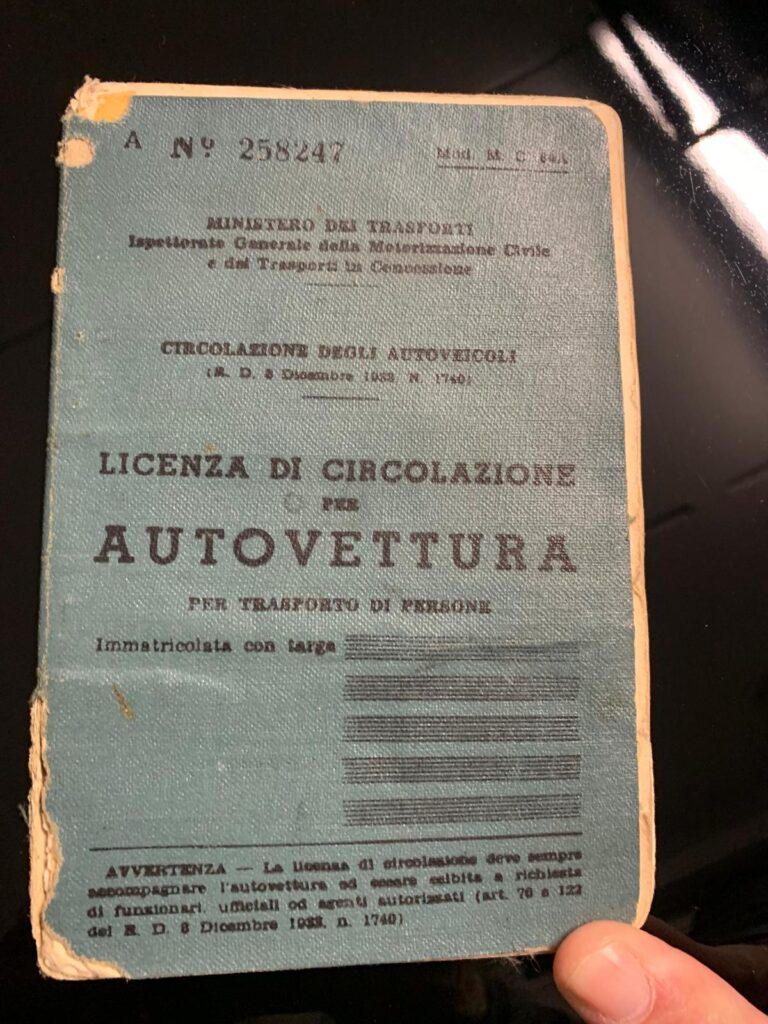 A Nº 258247 Mod. M. C. 64A
MINISTERO DEI TRASPORTI
Ispettorato Generale della Motorizzazione Civile
e dei Trasporti in Concessione
CIRCOLAZIONE DEGLI AUTOVEICOLI
(R. D. 8 Dicembre 1933, N. 1740)
LICENZA DI CIRCOLAZIONE
PER
AUTOVETTURA
PER TRASPORTO DI PERSONE
Immatricolata con targa
AVVERTENZA — La licenza di circolazione deve sempre
accompagnare l'autovettura ed essere esibita a richiesta
di funzionari, ufficiali od agenti autorizzati (art. 76 e 122
del R. D. 8 Dicembre 1933, n. 1740)